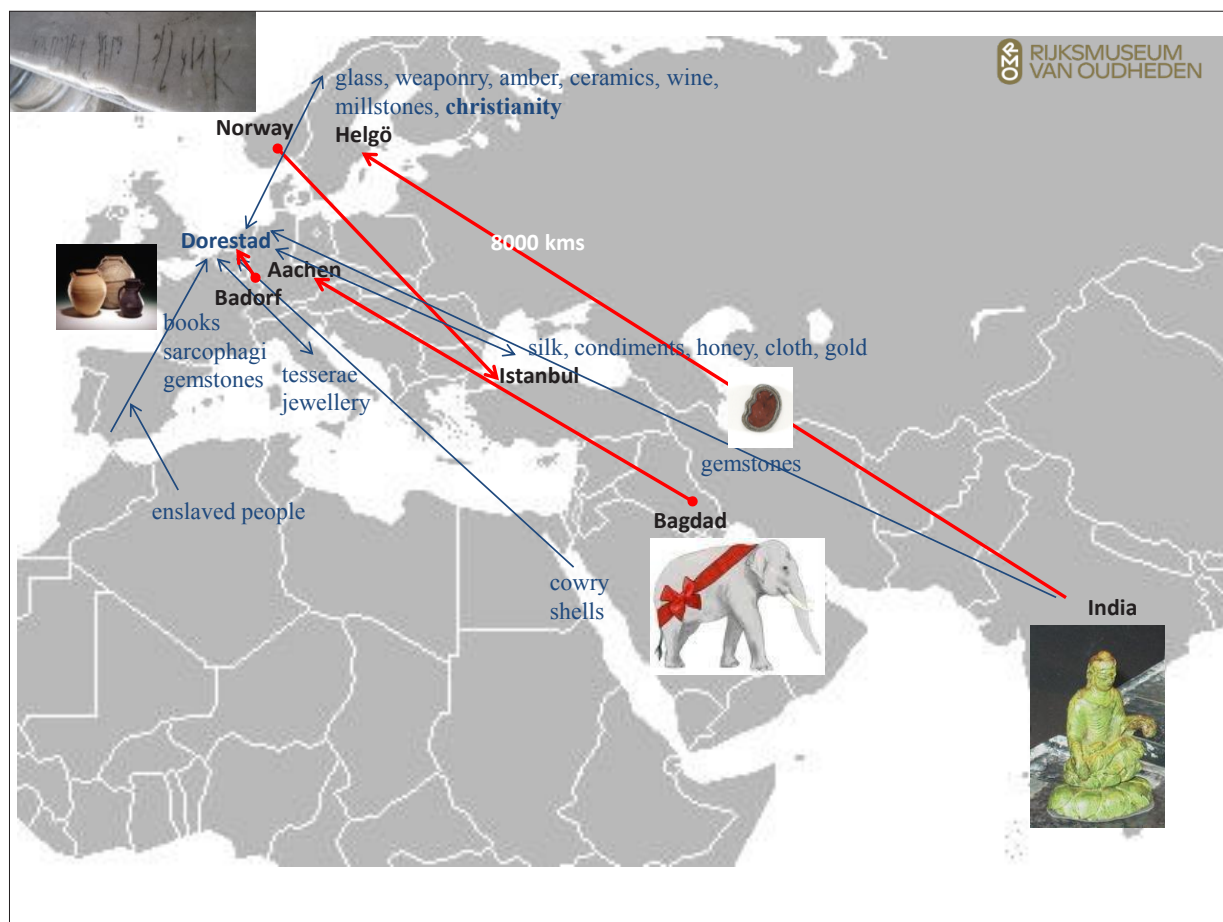 RIJKSMUSEUM
VAN OUDHEDEN
RMO
glass, weaponry, amber, ceramics, wine,
millstones, christianity
Norway
Helgö
Dorestad
8000 kms
Aachen
Badorf
books
sarcophagi
gemstones
tesserae
jewellery
silk, condiments, honey, cloth, gold
Istanbul
gemstones
enslaved people
Bagdad
cowry
shells
India